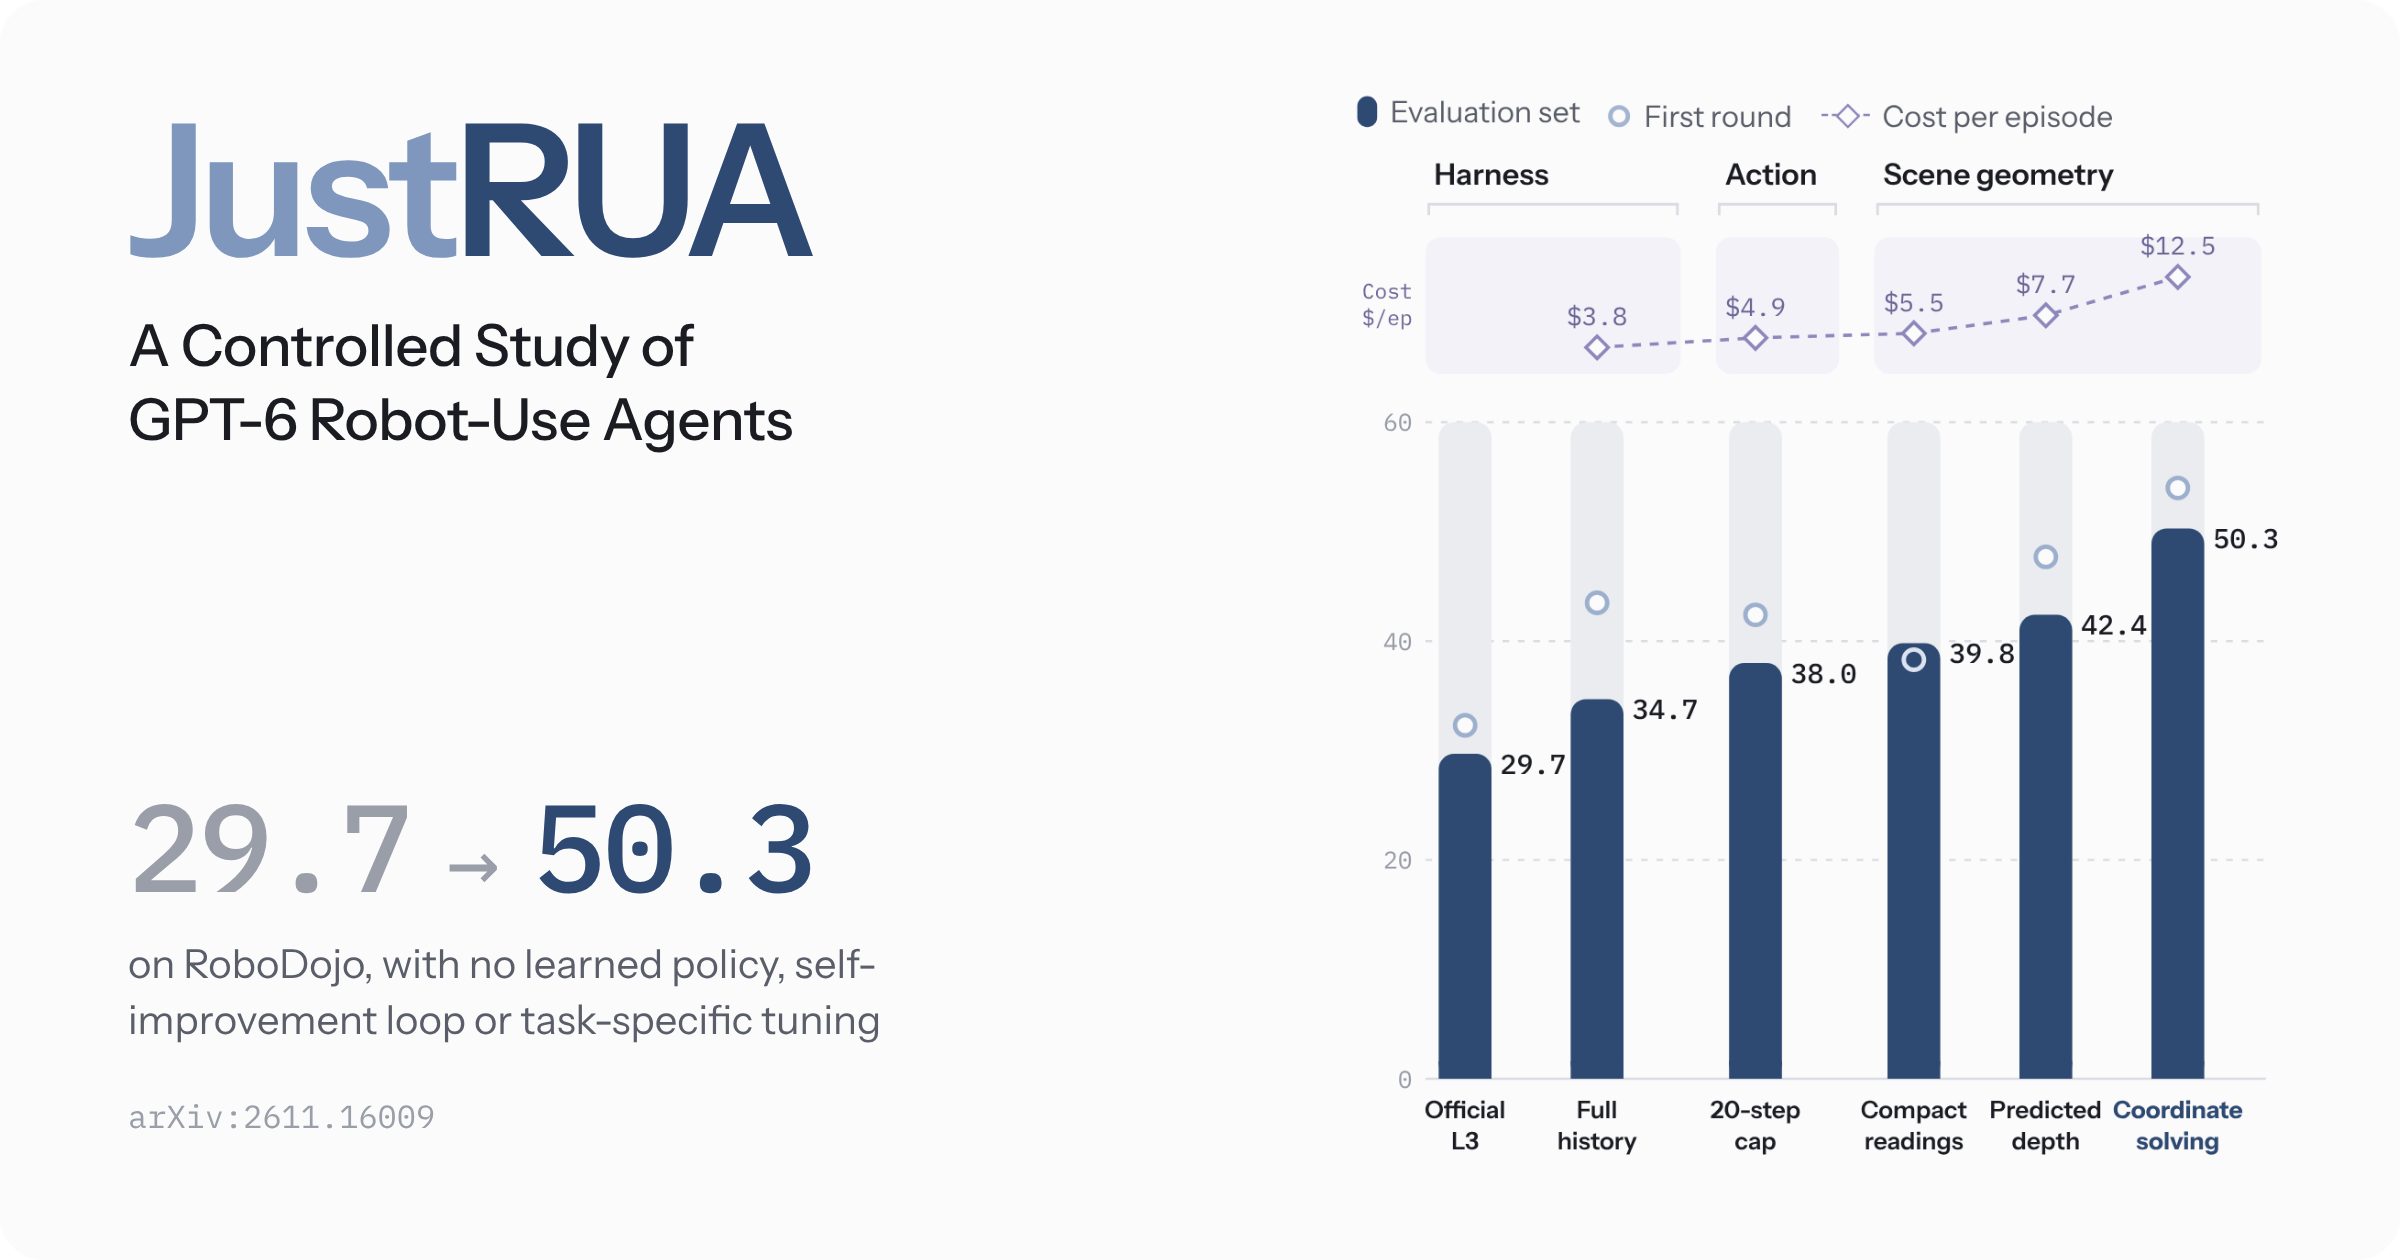 JustRUA
A Controlled Study of
GPT-6 Robot-Use Agents
29.7 → 50.3
on RoboDojo, with no learned policy, self-
improvement loop or task-specific tuning
arXiv:2611.16009
Evaluation set First round Cost per episode
Harness Action Scene geometry
Cost
$/ep
$3.8 $4.9 $5.5 $7.7 $12.5
60
40
20
0
29.7 34.7 38.0 39.8 42.4 50.3
Official
L3
Full
history
20-step
cap
Compact
readings
Predicted
depth
Coordinate
solving